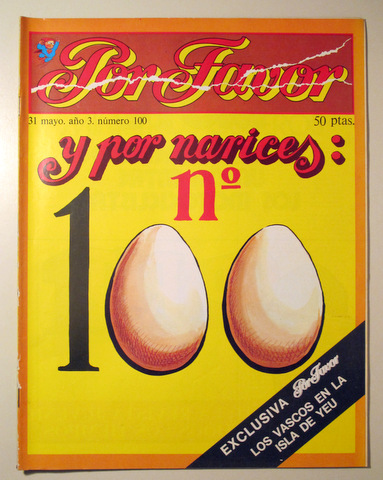 Por Favor
31 mayo. año 3. número 100
50 ptas.
y por narices:
nº
100
EXCLUSIVA Por Favor
LOS VASCOS EN LA
ISLA DE YEU